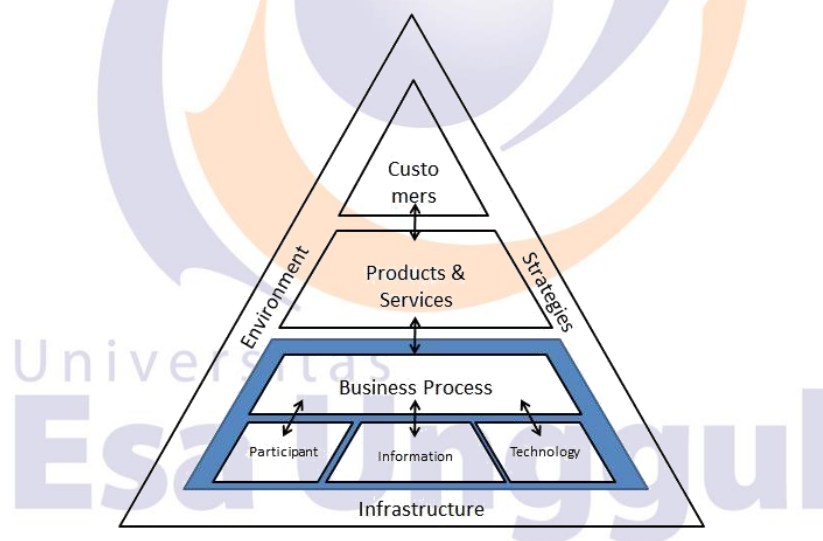 Custo
mers
Environment
Strategies
Products &
Services
Universitas
Esa Unggul
Business Process
Participant
Information
Technology
Infrastructure